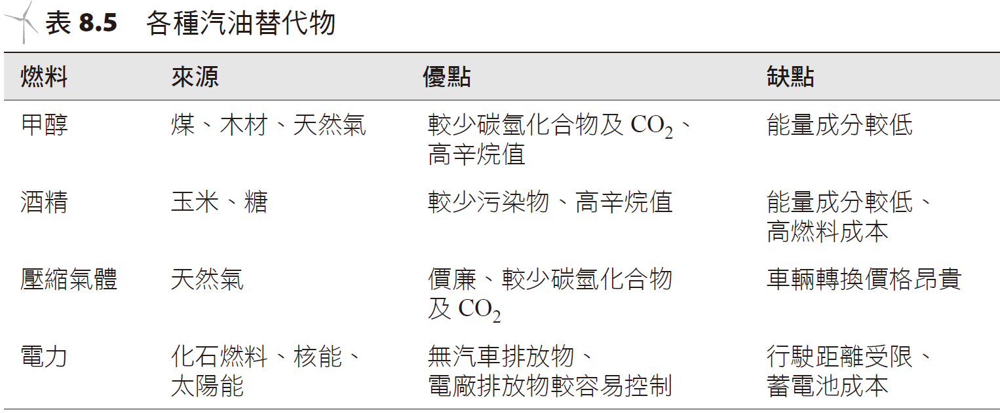 表 8.5 各種汽油替代物
燃料 來源 優點 缺點
甲醇 煤、木材、天然氣 較少碳氫化合物及 CO₂、 能量成分較低
高辛烷值
酒精 玉米、糖 較少污染物、高辛烷值 能量成分較低、
高燃料成本
壓縮氣體 天然氣 價廉、較少碳氫化合物 車輛轉換價格昂貴
及 CO₂
電力 化石燃料、核能、 無汽車排放物、 行駛距離受限、
太陽能 電廠排放物較容易控制 蓄電池成本